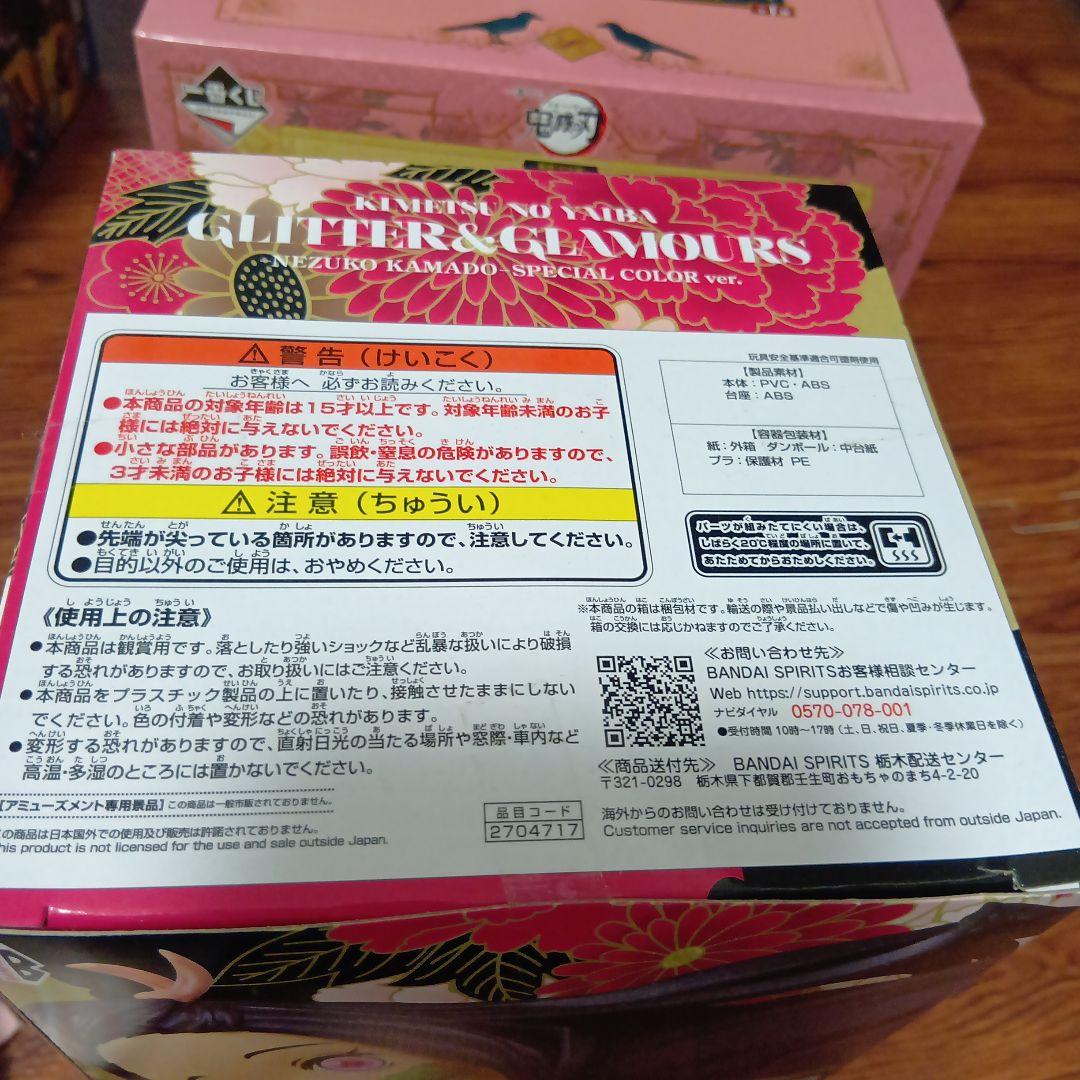 一番くじ
鬼滅の刃
KIMETSU NO YAIBA
GLITTER&GLAMOURS
-NEZUKO KAMADO-SPECIAL COLOR ver.
⚠警告（けいこく）
お客様へ 必ずお読みください。
●本商品の対象年齢は15才以上です。対象年齢未満のお子
様には絶対に与えないでください。
●小さな部品があります。誤飲・窒息の危険がありますので、
3才未満のお子様には絶対に与えないでください。
⚠注意（ちゅうい）
●先端が尖っている箇所がありますので、注意してください。
●目的以外のご使用は、おやめください。
玩具安全基準適合可塑剤使用
【製品素材】
本体：PVC・ABS
台座：ABS
【容器包装材】
紙：外箱 ダンボール：中台紙
プラ：保護材 PE
パーツが組みたてにくい場合は、
しばらく20℃程度の場所に置いて、
あたためてからおためしください。
《使用上の注意》
●本商品は観賞用です。落としたり強いショックなど乱暴な扱いにより破損
する恐れがありますので、お取り扱いにはご注意ください。
●本商品をプラスチック製品の上に置いたり、接触させたままにしない
でください。色の付着や変形などの恐れがあります。
●変形する恐れがありますので、直射日光の当たる場所や窓際・車内など
高温・多湿のところには置かないでください。
【アミューズメント専用景品】この商品は一般市販されておりません。
この商品は日本国外での使用及び販売は許諾されておりません。
his product is not licensed for the use and sale outside Japan.
品目コード
2704717
※本商品の箱は梱包材です。輸送の際や景品払い出しなどで傷や凹みが生じます。
箱の交換には応じかねますのでご了承ください。
≪お問い合わせ先≫
BANDAI SPIRITSお客様相談センター
Web https://support.bandaispirits.co.jp
ナビダイヤル 0570-078-001
●受付時間 10時〜17時（土、日、祝日、夏季・冬季休業日を除く）
≪商品送付先≫ BANDAI SPIRITS 栃木配送センター
〒321-0298 栃木県下都賀郡壬生町おもちゃのまち4-2-20
海外からのお問い合わせは受け付けておりません。
Customer service inquiries are not accepted from outside Japan.
B